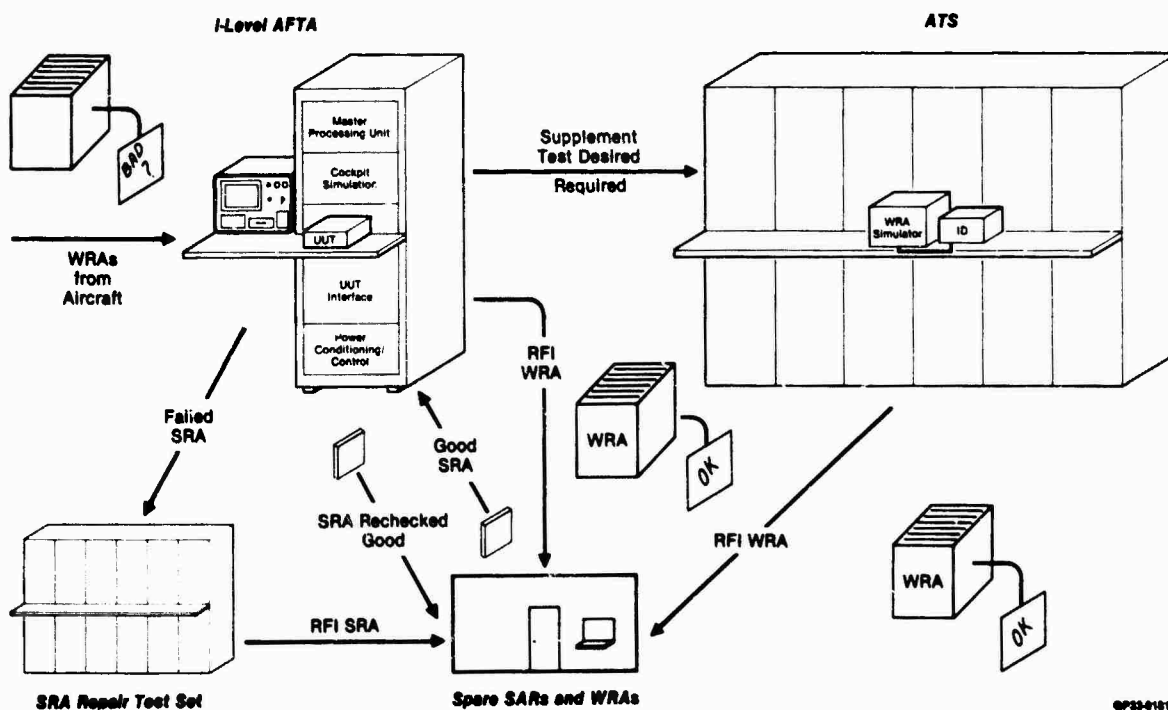 I-Level AFTA
ATS
BAD
?
WRAs
from
Aircraft
Master
Processing Unit
Cockpit
Simulation
UUT
UUT
Interface
Power
Conditioning/
Control
Supplement
Test Desired
Required
WRA
Simulator
ID
RFI
WRA
WRA
OK
Failed
SRA
Good
SRA
SRA Rechecked
Good
RFI WRA
WRA
OK
RFI SRA
SRA Repair Test Set
Spare SARs and WRAs